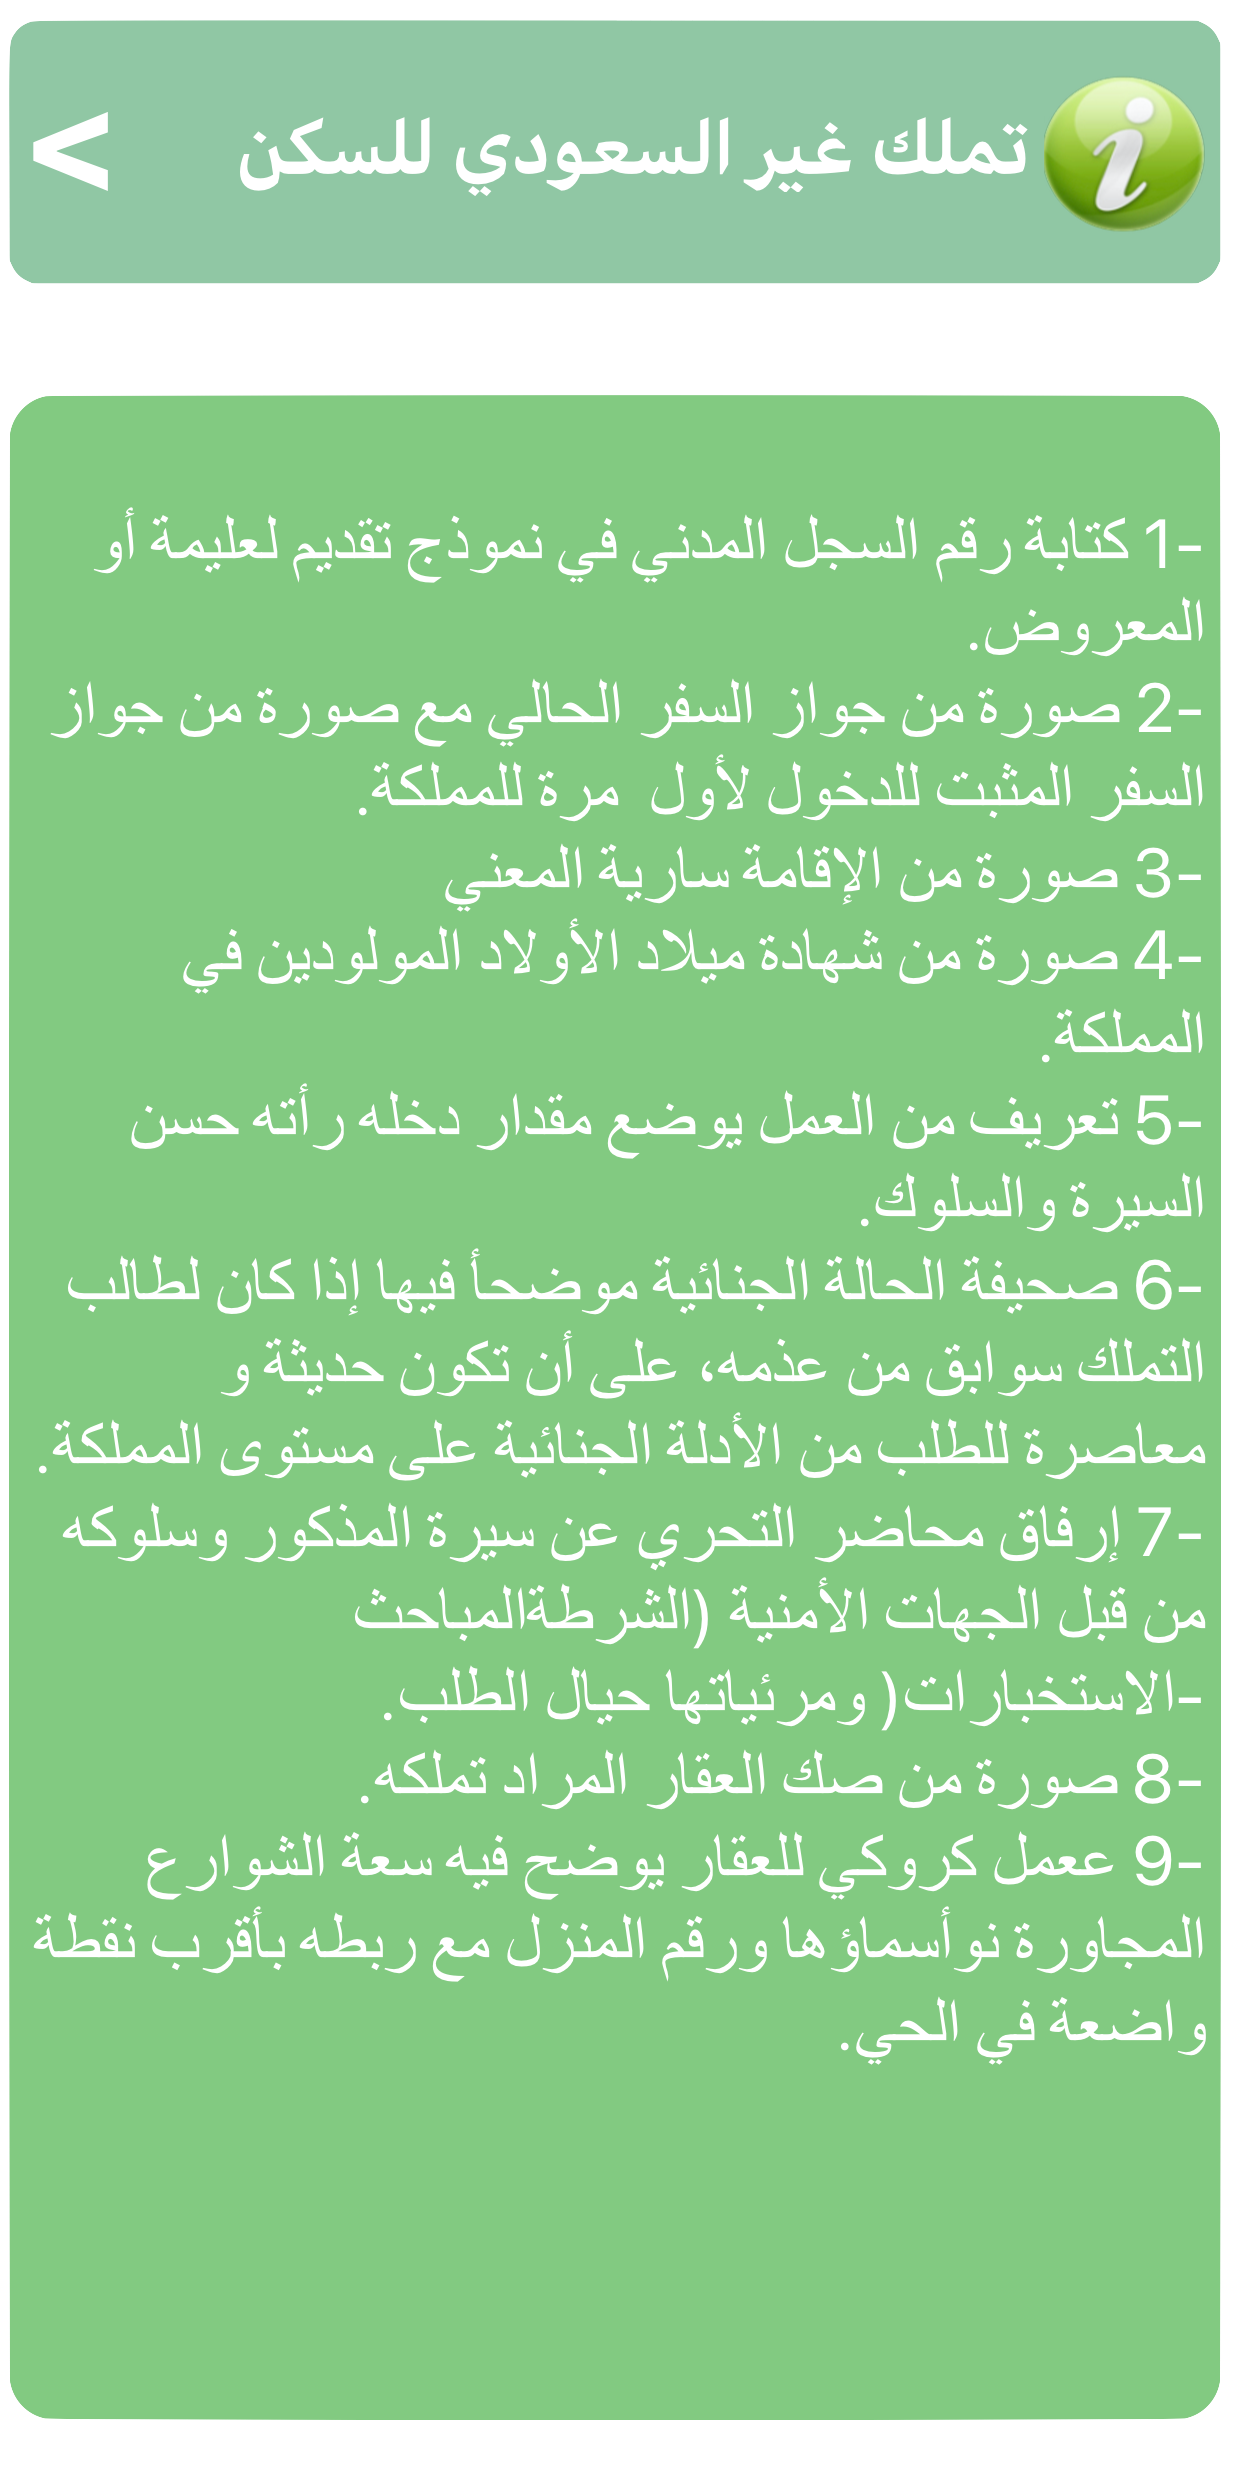 تملك غير السعودي للسكن <
1- كتابة رقم السجل المدني في نموذج تقديم لعليمة أو
المعروض.
2- صورة من جواز السفر الحالي مع صورة من جواز
السفر المثبت للدخول لأول مرة للمملكة.
3- صورة من الإقامة سارية المعني
4- صورة من شهادة ميلاد الأولاد المولودين في
المملكة.
5- تعريف من العمل يوضع مقدار دخله رأته حسن
السيرة والسلوك.
6- صحيفة الحالة الجنائية موضحأ فيها إذا كان لطالب
التملك سوابق من عذمه، على أن تكون حديثة و
معاصرة للطلب من الأدلة الجنائية على مستوى المملكة.
7- إرفاق محاضر التحري عن سيرة المذكور وسلوكه
من قبل الجهات الأمنية (الشرطةالمباحث
-الاستخبارات( ومرئياتها حيال الطلب.
8- صورة من صك العقار المراد تملكه.
9- ععمل كروكي للعقار يوضح فيه سعة الشوارع
المجاورة نوأسماؤها ورقم المنزل مع ربطه بأقرب نقطة
واضعة في الحي.